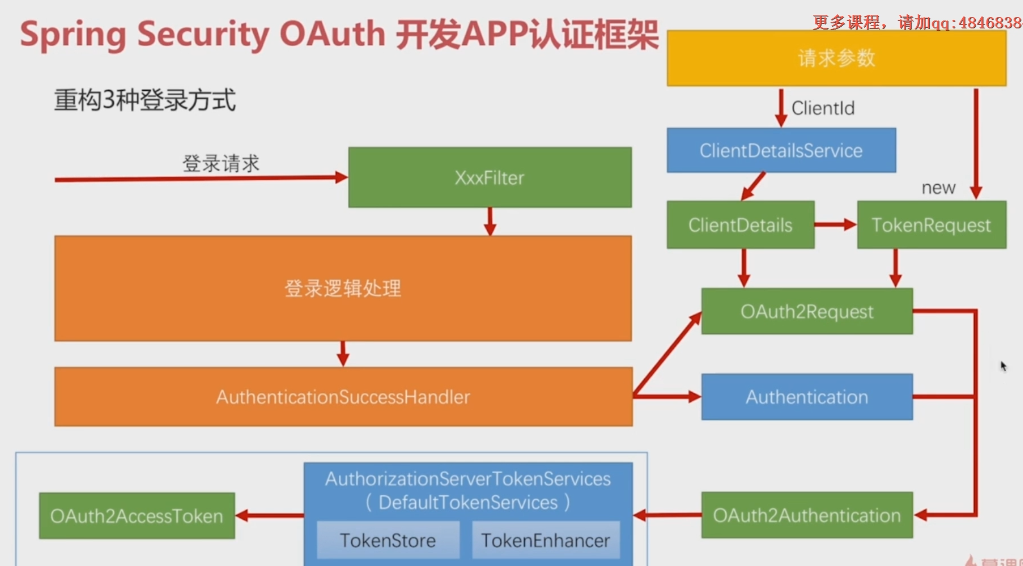 更多课程，请加qq:4846838
Spring Security OAuth 开发APP认证框架
请求参数
重构3种登录方式
ClientId
登录请求
XxxFilter
ClientDetailsService
new
ClientDetails
TokenRequest
登录逻辑处理
OAuth2Request
AuthenticationSuccessHandler
Authentication
AuthorizationServerTokenServices
（ DefaultTokenServices ）
OAuth2AccessToken
OAuth2Authentication
TokenStore
TokenEnhancer